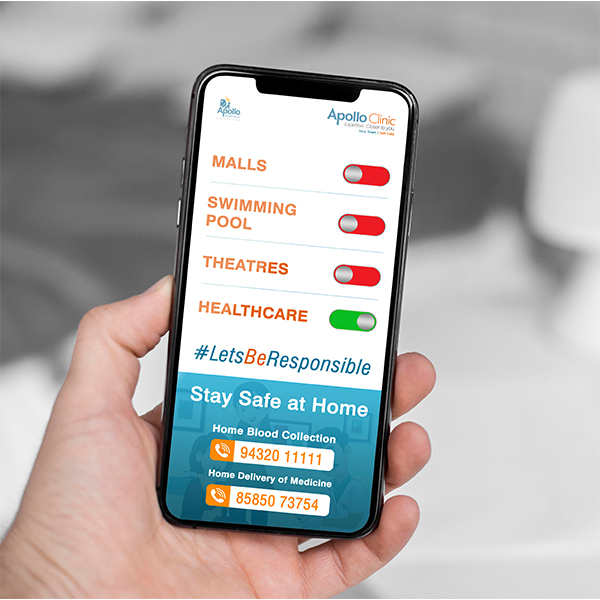 Apollo
Apollo Clinic
Expertise. Closer to you.
MALLS
SWIMMING
POOL
THEATRES
HEALTHCARE
#LetsBeResponsible
Stay Safe at Home
Home Blood Collection
94320 11111
Home Delivery of Medicine
85850 73754